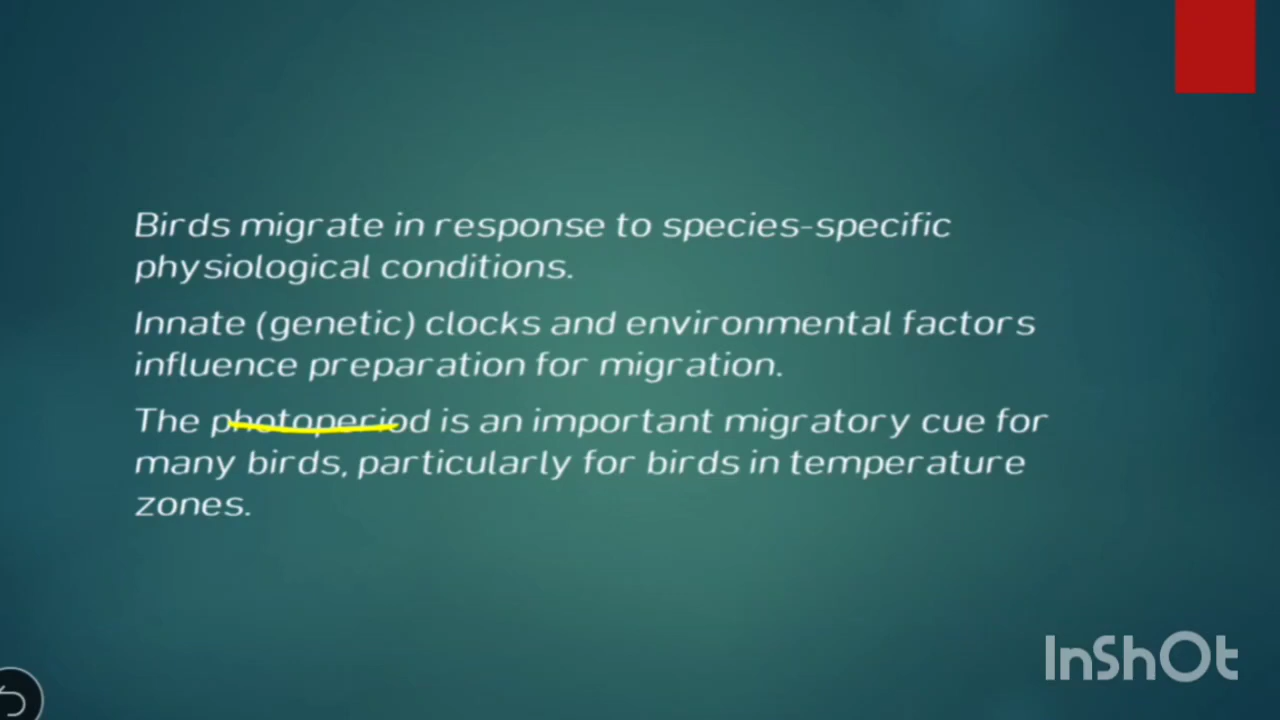 Birds migrate in response to species-specific
physiological conditions.
Innate (genetic) clocks and environmental factors
influence preparation for migration.
The photoperiod is an important migratory cue for
many birds, particularly for birds in temperature
zones.
InShOt